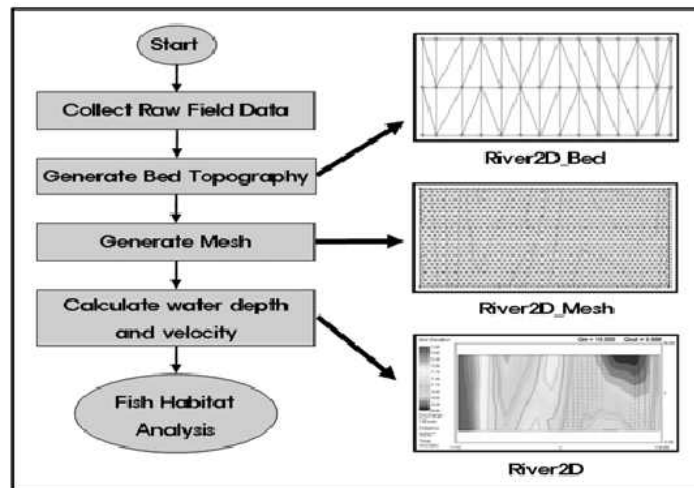 Start
Collect Raw Field Data
Generate Bed Topography
Generate Mesh
Calculate water depth
and velocity
Fish Habitat
Analysis
River2D_Bed
River2D_Mesh
River2D